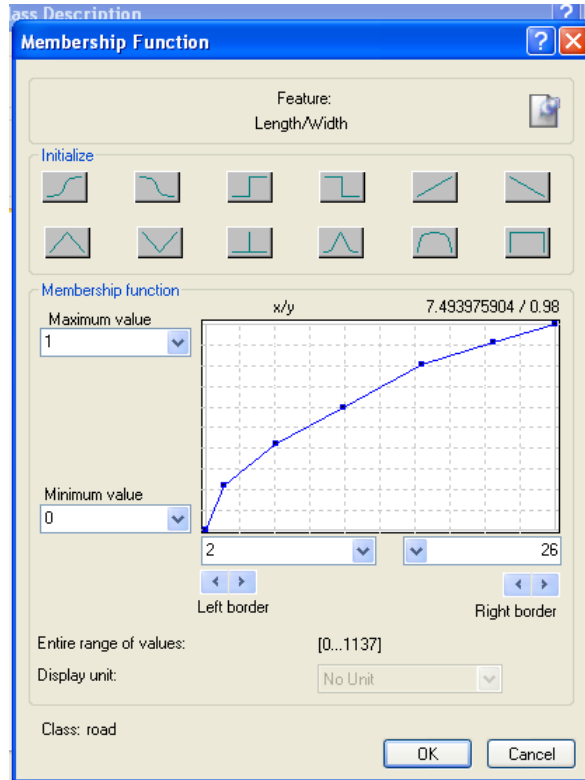 ass Description
Membership Function
Feature:
Length/Width
Initialize
Membership function
x/y
7.493975904 / 0.98
Maximum value
1
Minimum value
0
2
26
Left border
Right border
Entire range of values:
[0...1137]
Display unit:
No Unit
Class: road
OK
Cancel